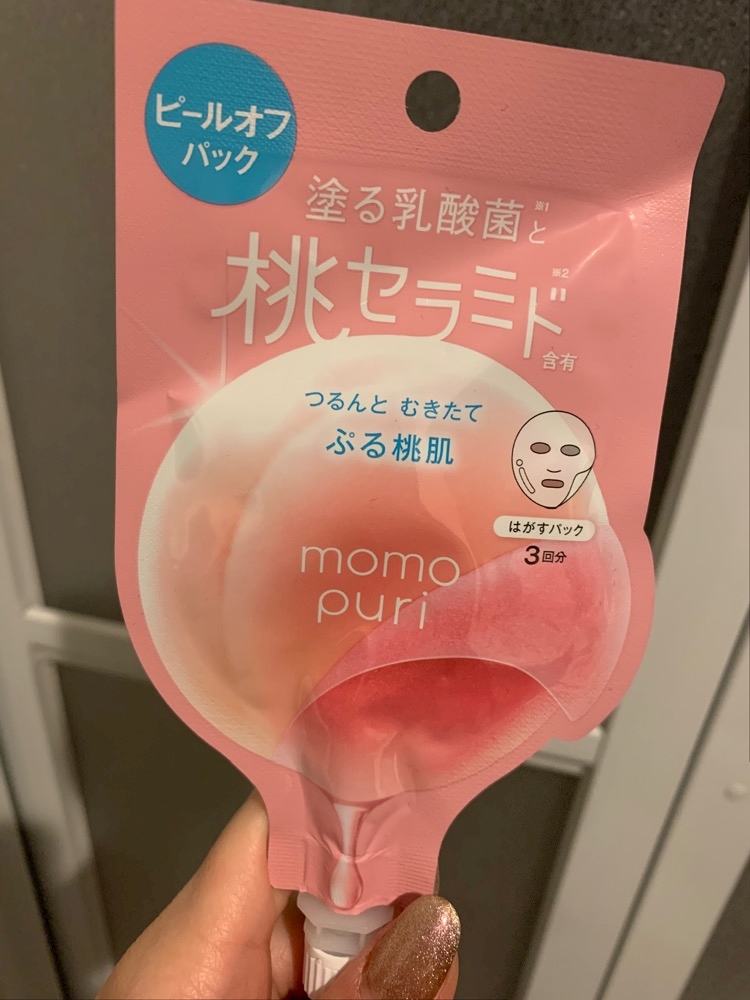 ピールオフ
パック
塗る乳酸菌※1と
桃セラミド※2
含有
つるんと むきたて
ぷる桃肌
はがすパック
3回分
momo
puri